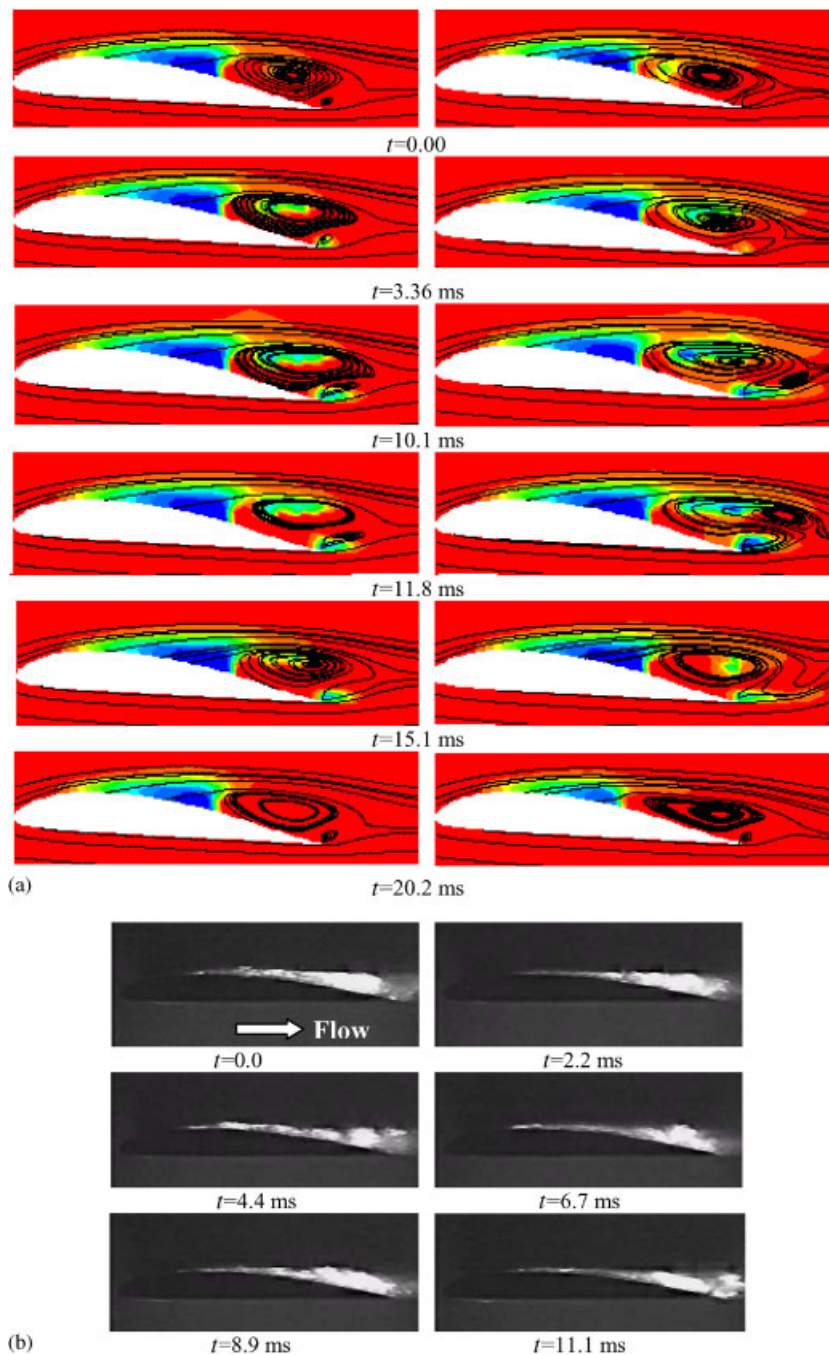 t=0.00
t=3.36 ms
t=10.1 ms
t=11.8 ms
t=15.1 ms
t=20.2 ms
(a)
Flow
t=0.0
t=2.2 ms
t=4.4 ms
t=6.7 ms
t=8.9 ms
t=11.1 ms
(b)